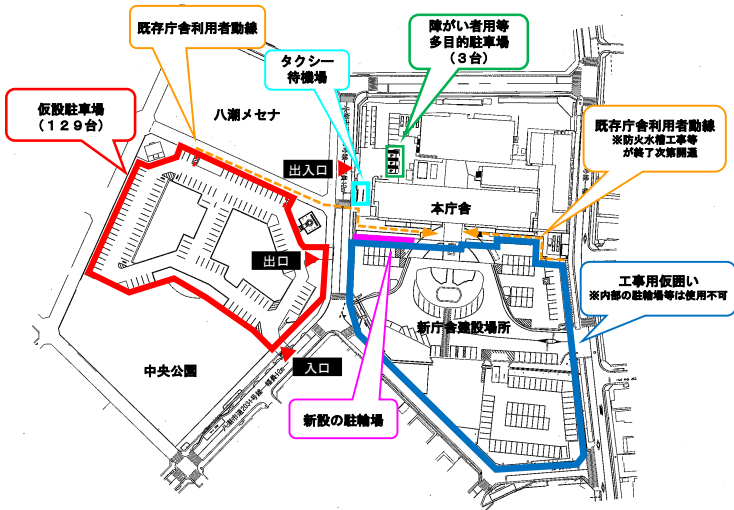 既存庁舎利用者動線
障がい者用等
多目的駐車場
(3台)
タクシー
待機場
仮設駐車場
(129台)
八潮メセナ
既存庁舎利用者動線
※防火水槽工事等
が終了次第開通
出入口
本庁舎
出口
工事用仮囲い
※内部の駐輪場等は使用不可
新庁舎建設場所
中央公園
入口
新設の駐輪場